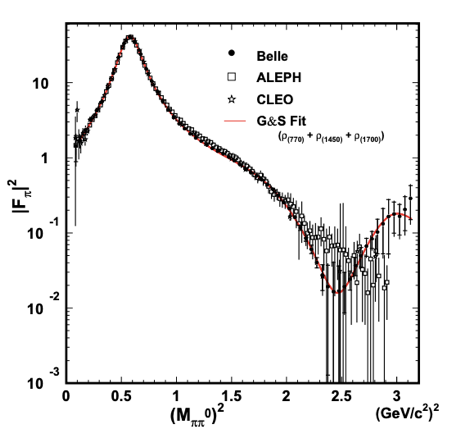 Belle
ALEPH
CLEO
G&S Fit
(ρ(770) + ρ(1450) + ρ(1700))
|Fπ|²
10
1
10⁻¹
10⁻²
10⁻³
0 0.5 1 1.5 2 2.5 3
(Mππ⁰)² (GeV/c²)²